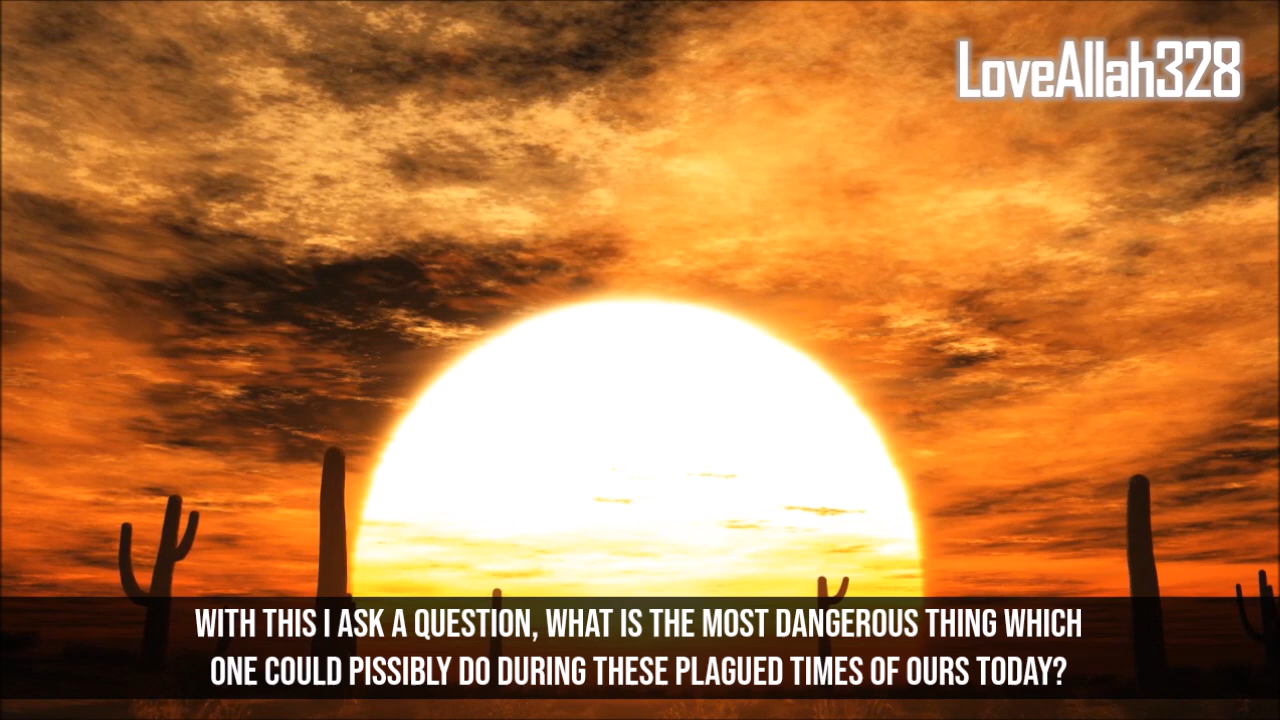 LoveAllah328
WITH THIS I ASK A QUESTION, WHAT IS THE MOST DANGEROUS THING WHICH
ONE COULD PISSIBLY DO DURING THESE PLAGUED TIMES OF OURS TODAY?